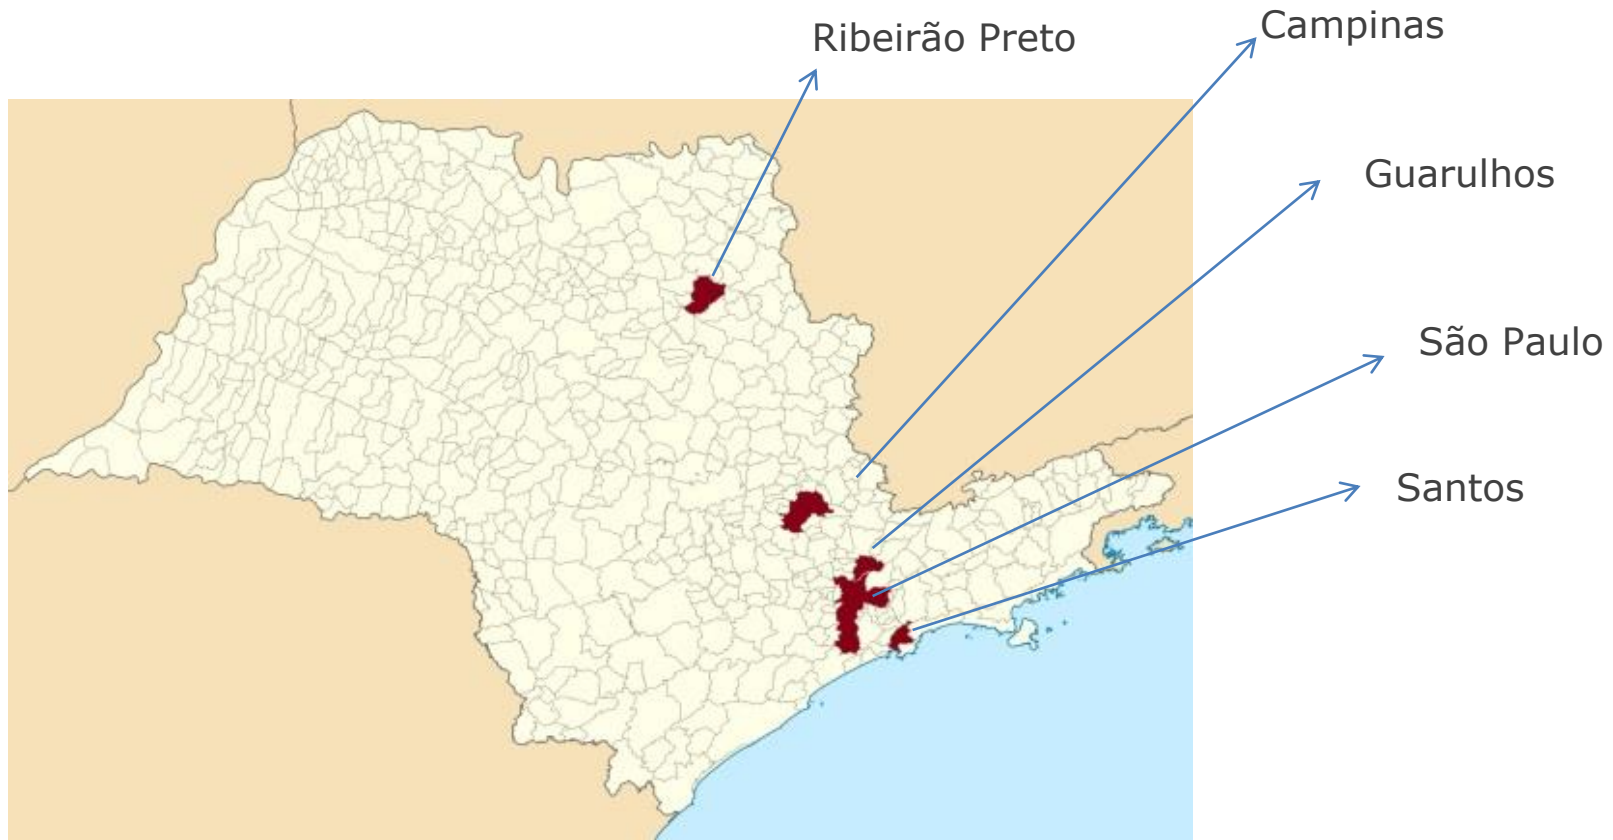 Ribeirão Preto
Campinas
Guarulhos
São Paulo
Santos